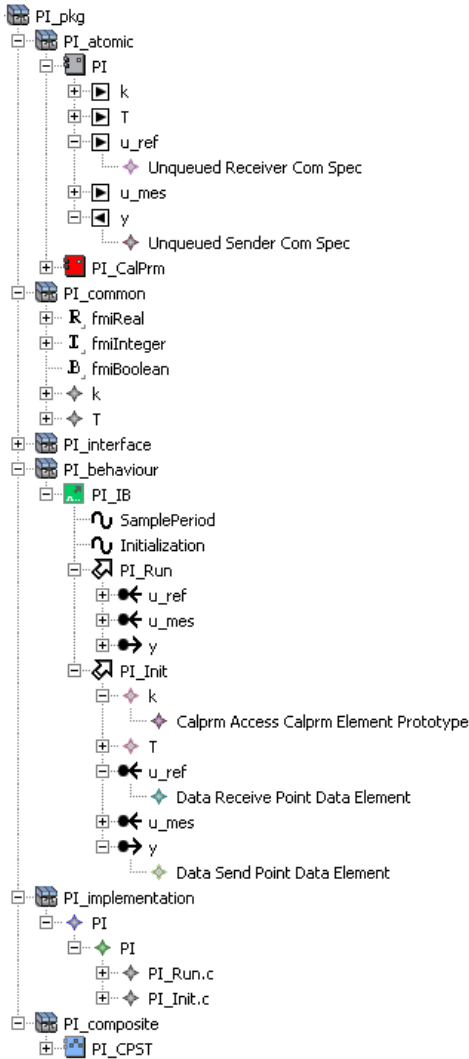 PI_pkg
PI_atomic
PI
k
T
u_ref
Unqueued Receiver Com Spec
u_mes
y
Unqueued Sender Com Spec
PI_CalPrm
PI_common
R, fmiReal
I, fmiInteger
B, fmiBoolean
k
T
PI_interface
PI_behaviour
PI_IB
SamplePeriod
Initialization
PI_Run
u_ref
u_mes
y
PI_Init
k
Calprm Access Calprm Element Prototype
T
u_ref
Data Receive Point Data Element
u_mes
y
Data Send Point Data Element
PI_implementation
PI
PI
PI_Run.c
PI_Init.c
PI_composite
PI_CPST